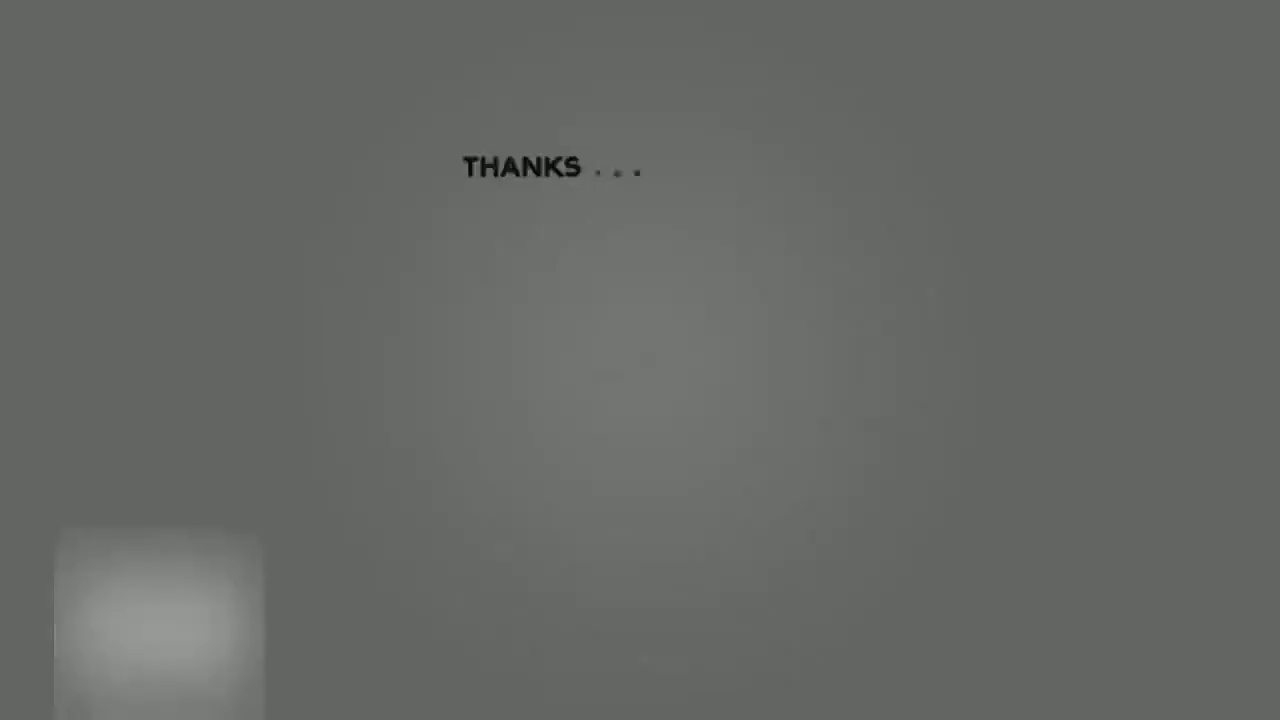 THANKS . . .